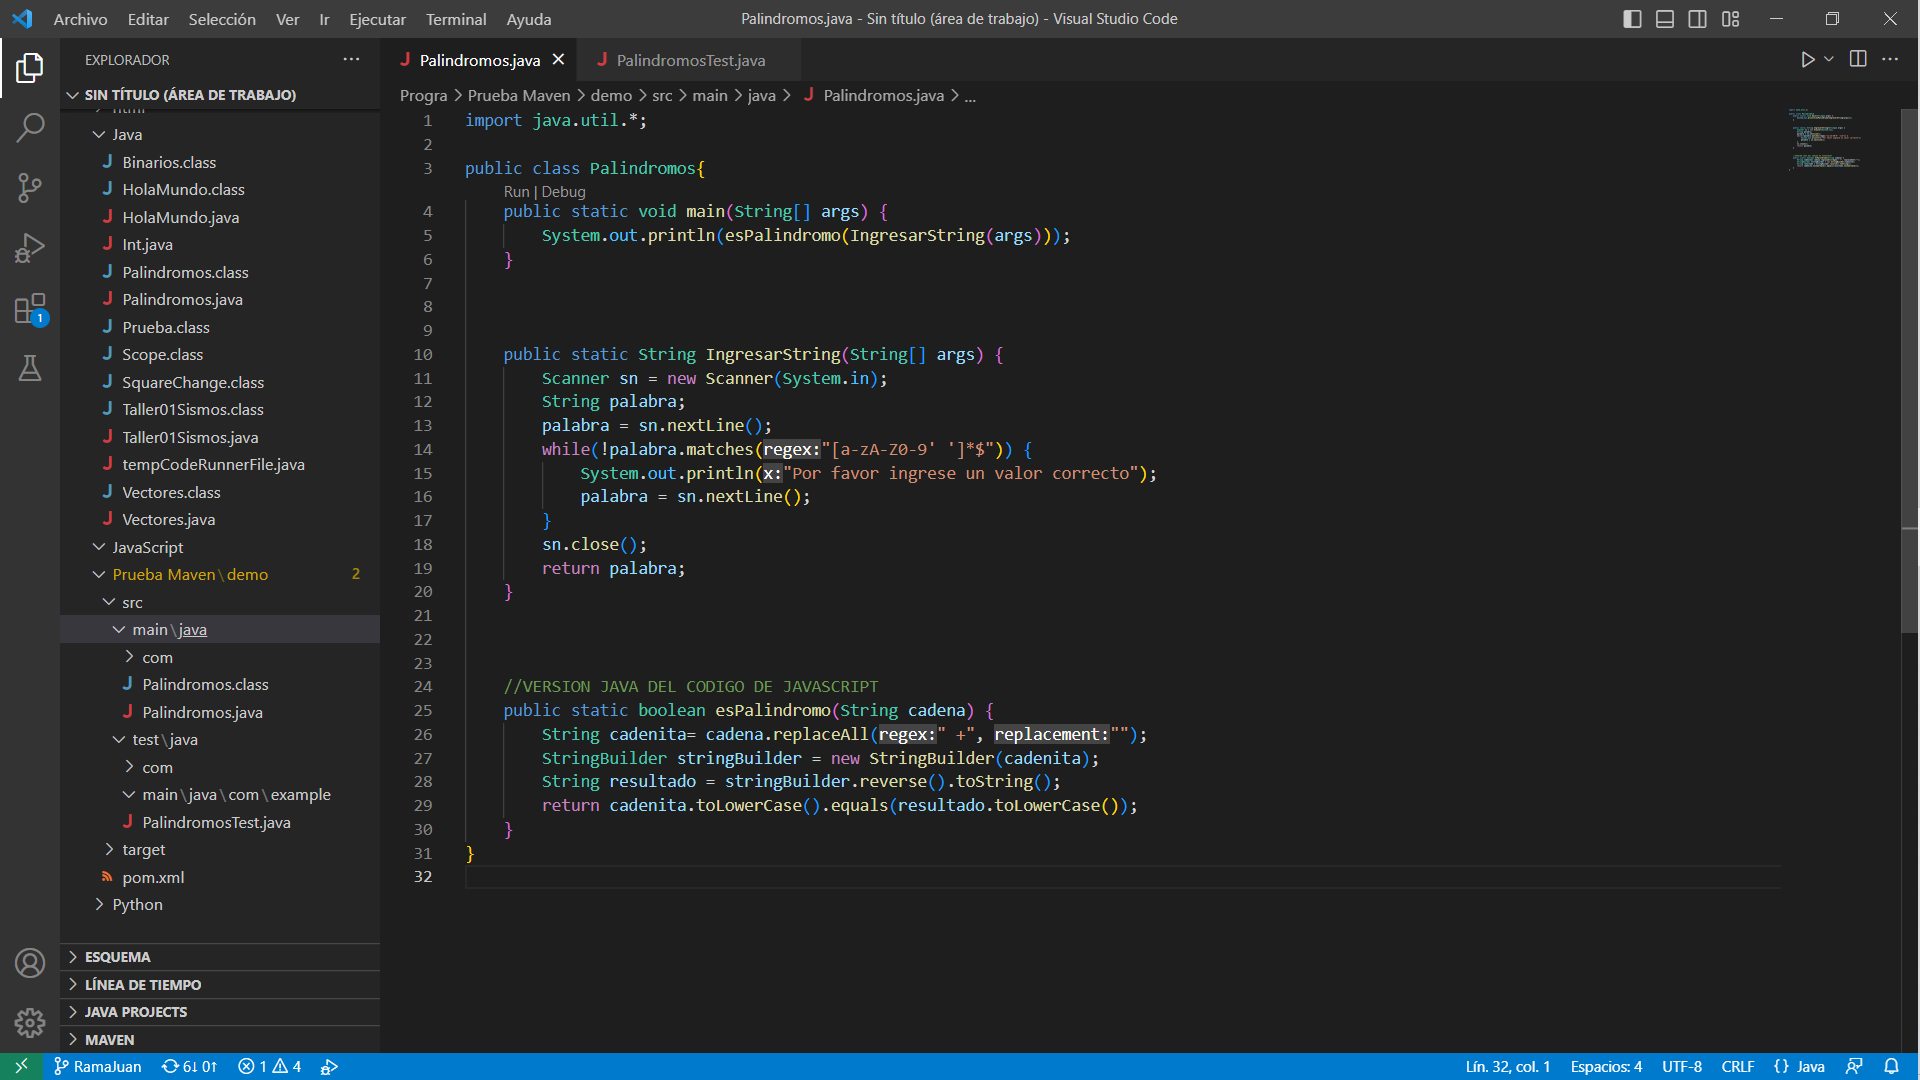 Archivo Editar Selección Ver Ir Ejecutar Terminal Ayuda
Palindromos.java - Sin título (área de trabajo) - Visual Studio Code
EXPLORADOR
SIN TÍTULO (ÁREA DE TRABAJO)
html
Java
Binarios.class
HolaMundo.class
HolaMundo.java
Int.java
Palindromos.class
Palindromos.java
Prueba.class
Scope.class
SquareChange.class
Taller01Sismos.class
Taller01Sismos.java
tempCodeRunnerFile.java
Vectores.class
Vectores.java
JavaScript
Prueba Maven\demo 2
src
main\java
com
Palindromos.class
Palindromos.java
test\java
com
main\java\com\example
PalindromosTest.java
target
pom.xml
Python
ESQUEMA
LÍNEA DE TIEMPO
JAVA PROJECTS
MAVEN
1
Palindromos.java PalindromosTest.java
Progra > Prueba Maven > demo > src > main > java > Palindromos.java > ...
1 import java.util.*;
2
3 public class Palindromos{
Run | Debug
4 public static void main(String[] args) {
5 System.out.println(esPalindromo(IngresarString(args)));
6 }
7
8
9
10 public static String IngresarString(String[] args) {
11 Scanner sn = new Scanner(System.in);
12 String palabra;
13 palabra = sn.nextLine();
14 while(!palabra.matches(regex:"[a-zA-Z0-9' ']*$")) {
15 System.out.println(x:"Por favor ingrese un valor correcto");
16 palabra = sn.nextLine();
17 }
18 sn.close();
19 return palabra;
20 }
21
22
23
24 //VERSION JAVA DEL CODIGO DE JAVASCRIPT
25 public static boolean esPalindromo(String cadena) {
26 String cadenita= cadena.replaceAll(regex:" +", replacement:"");
27 StringBuilder stringBuilder = new StringBuilder(cadenita);
28 String resultado = stringBuilder.reverse().toString();
29 return cadenita.toLowerCase().equals(resultado.toLowerCase());
30 }
31 }
32
RamaJuan 6↓ 0↑ 1 4
Lín. 32, col. 1 Espacios: 4 UTF-8 CRLF {} Java